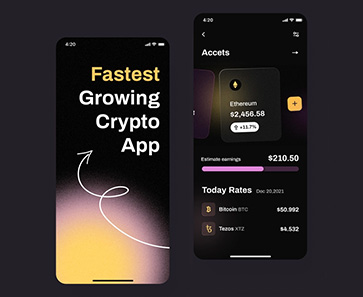 4:20
Fastest
Growing
Crypto
App
4:20
Accets
Ethereum
$2,456.58
+11.7%
Estimate earnings $210.50
Today Rates Dec 20,2021
Bitcoin BTC $50.992
Tezos XTZ $4.532